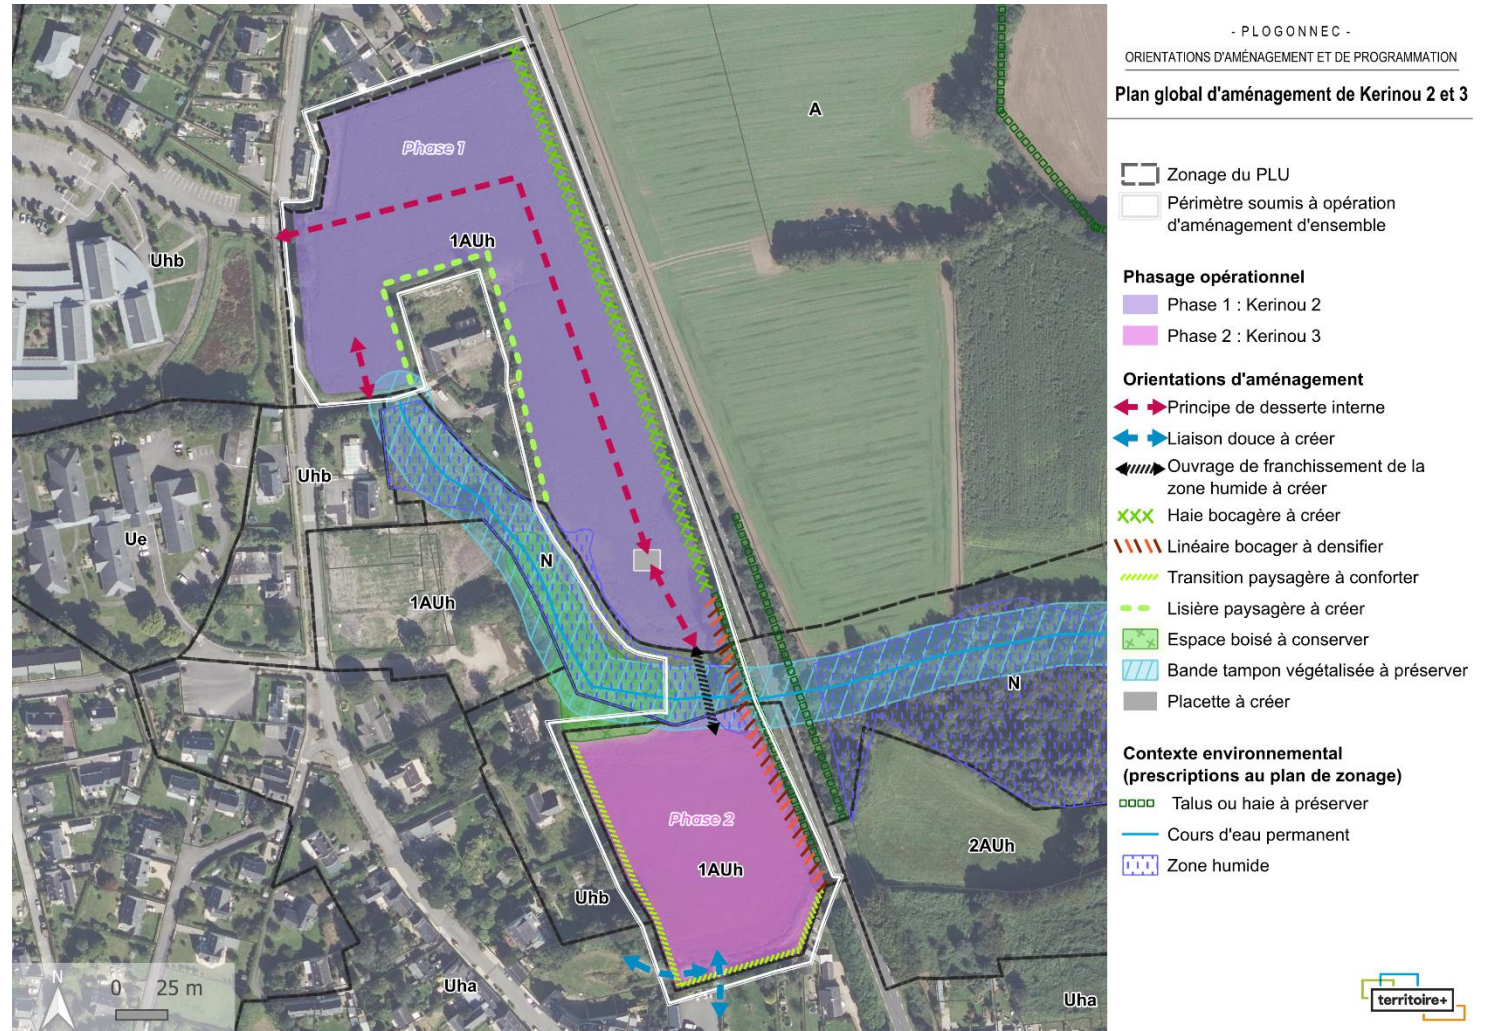 - PLOGONNEC -
ORIENTATIONS D'AMÉNAGEMENT ET DE PROGRAMMATION
Plan global d'aménagement de Kerinou 2 et 3
Zonage du PLU
Périmètre soumis à opération
d'aménagement d'ensemble
Phasage opérationnel
Phase 1 : Kerinou 2
Phase 2 : Kerinou 3
Orientations d'aménagement
Principe de desserte interne
Liaison douce à créer
Ouvrage de franchissement de la
zone humide à créer
Haie bocagère à créer
Linéaire bocager à densifier
Transition paysagère à conforter
Lisière paysagère à créer
Espace boisé à conserver
Bande tampon végétalisée à préserver
Placette à créer
Contexte environnemental
(prescriptions au plan de zonage)
Talus ou haie à préserver
Cours d'eau permanent
Zone humide
territoire+
A
Phase 1
1AUh
Uhb
Uhb
Ue
N
1AUh
N
Phase 2
2AUh
1AUh
Uhb
Uha
Uha
N
0 25 m